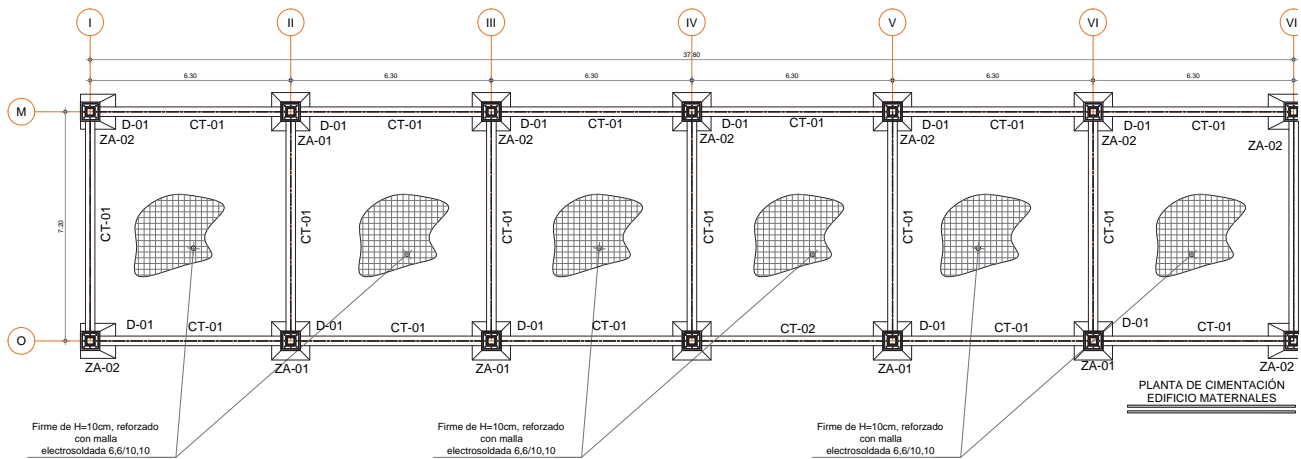 I II III IV V VI VI
37.80
6.30 6.30 6.30 6.30 6.30 6.30
M
D-01 CT-01 D-01 CT-01 D-01 CT-01 D-01 CT-01 D-01 CT-01 D-01 CT-01
ZA-02 ZA-01 ZA-02 ZA-02 ZA-02 ZA-02 ZA-02
7.20
CT-01 CT-01 CT-01 CT-01 CT-01 CT-01
D-01 CT-01 D-01 CT-01 D-01 CT-01 CT-02 D-01 CT-01 D-01 CT-01
O
ZA-02 ZA-01 ZA-01 ZA-01 ZA-01 ZA-02
PLANTA DE CIMENTACIÓN
EDIFICIO MATERNALES
Firme de H=10cm, reforzado
con malla
electrosoldada 6,6/10,10
Firme de H=10cm, reforzado
con malla
electrosoldada 6,6/10,10
Firme de H=10cm, reforzado
con malla
electrosoldada 6,6/10,10